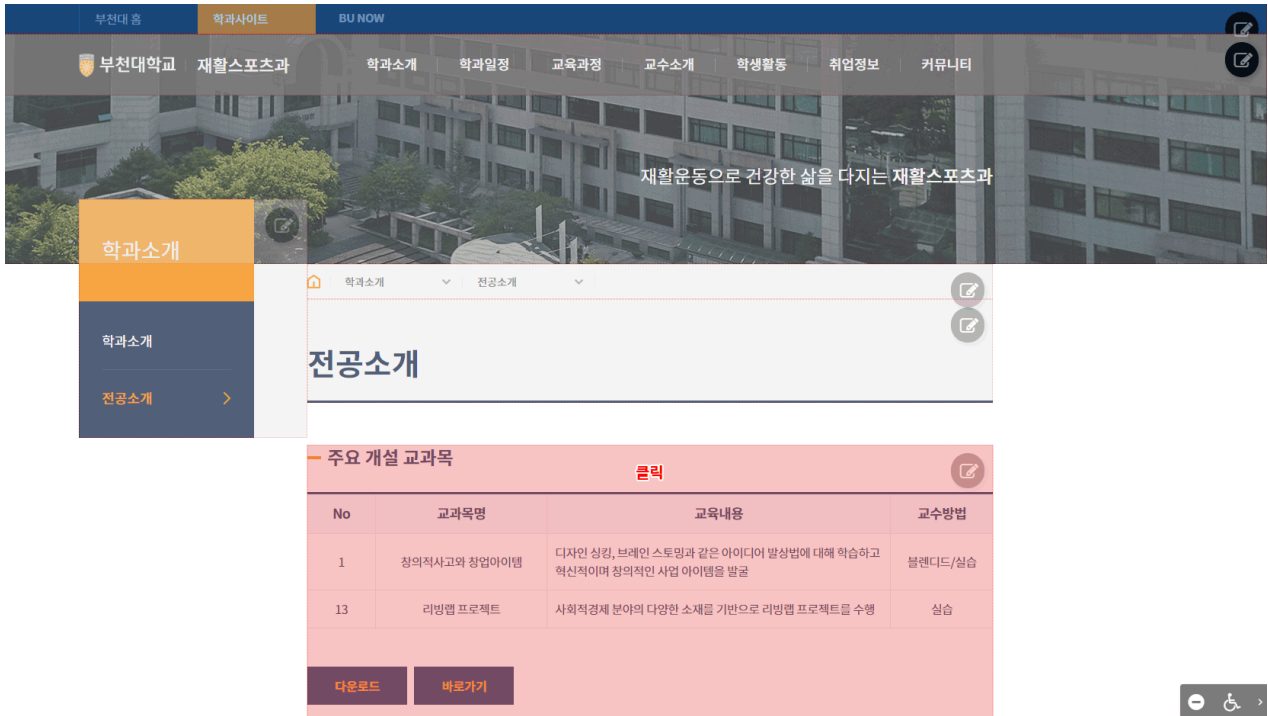 부천대 홈
학과사이트
BU NOW
부천대학교 재활스포츠과
학과소개 학과일정 교육과정 교수소개 학생활동 취업정보 커뮤니티
재활운동으로 건강한 삶을 다지는 재활스포츠과
학과소개
학과소개
전공소개
학과소개 전공소개
전공소개
주요 개설 교과목
클릭
No 교과목명 교육내용 교수방법
1 창의적사고와 창업아이템 디자인 싱킹, 브레인 스토밍과 같은 아이디어 발상법에 대해 학습하고
혁신적이며 창의적인 사업 아이템을 발굴 블렌디드/실습
13 리빙랩 프로젝트 사회적경제 분야의 다양한 소재를 기반으로 리빙랩 프로젝트를 수행 실습
다운로드 바로가기